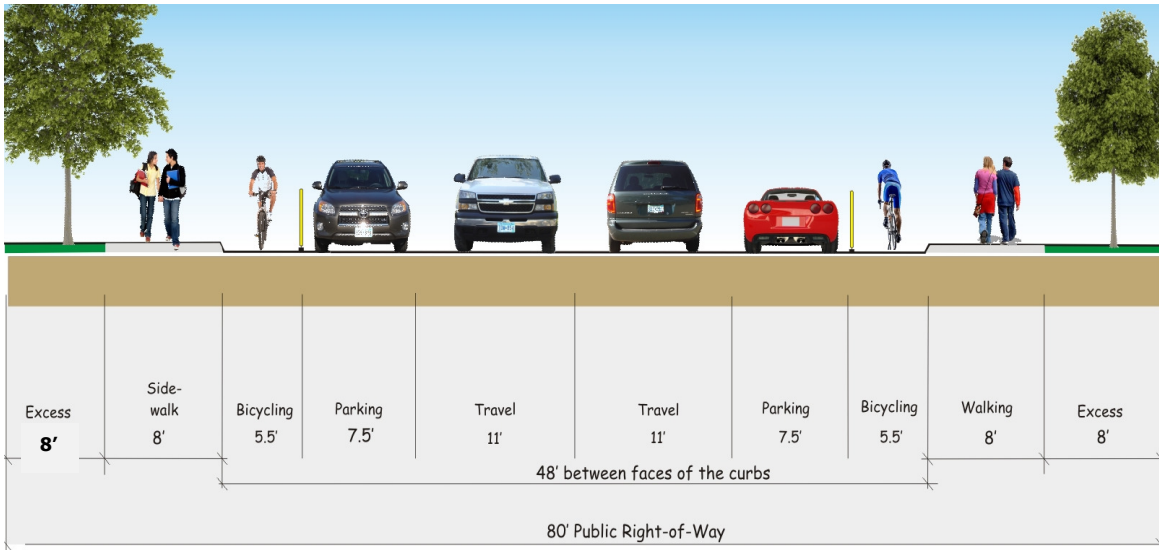 Excess
8'
Side-
walk
8'
Bicycling
5.5'
Parking
7.5'
Travel
11'
Travel
11'
Parking
7.5'
Bicycling
5.5'
Walking
8'
Excess
8'
48' between faces of the curbs
80' Public Right-of-Way